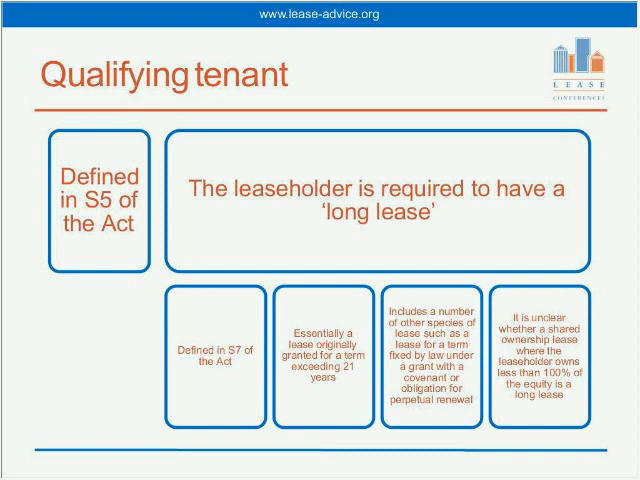 www.lease-advice.org
Qualifying tenant
LEASE
CONFERENCES
Defined
in S5 of
the Act
The leaseholder is required to have a
‘long lease’
Defined in S7 of
the Act
Essentially a
lease originally
granted for a term
exceeding 21
years
Includes a number
of other species of
lease such as a
lease for a term
fixed by law under
a grant with a
covenant or
obligation for
perpetual renewal
It is unclear
whether a shared
ownership lease
where the
leaseholder owns
less than 100% of
the equity is a
long lease